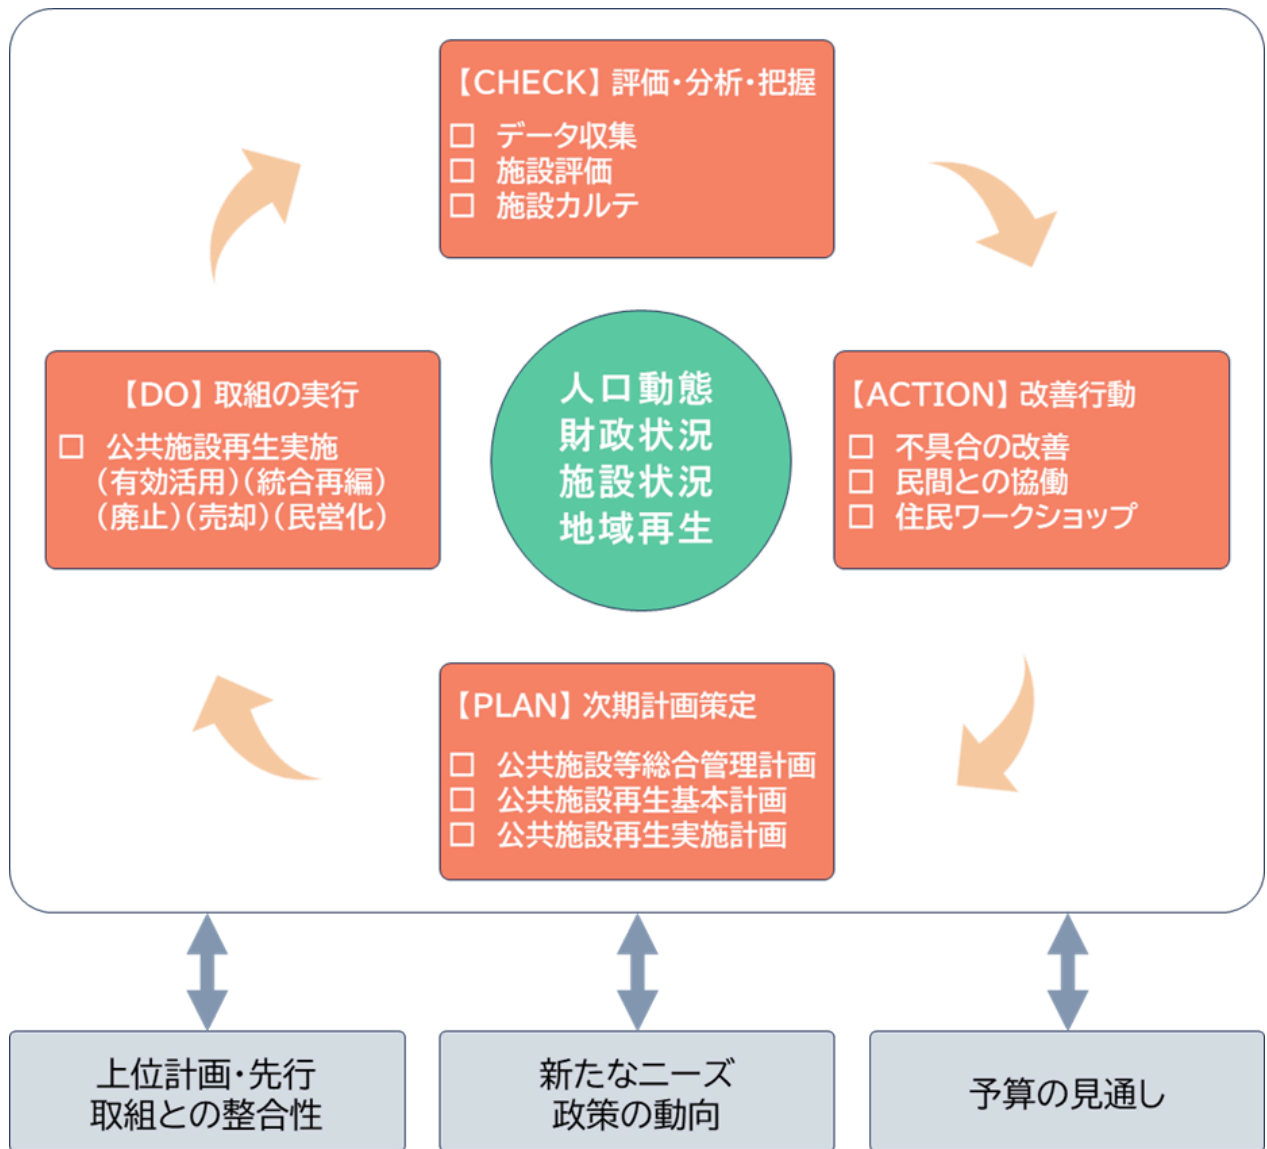 【CHECK】評価・分析・把握
□ データ収集
□ 施設評価
□ 施設カルテ
【DO】取組の実行
□ 公共施設再生実施
(有効活用)(統合再編)
(廃止)(売却)(民営化)
人口動態
財政状況
施設状況
地域再生
【ACTION】改善行動
□ 不具合の改善
□ 民間との協働
□ 住民ワークショップ
【PLAN】次期計画策定
□ 公共施設等総合管理計画
□ 公共施設再生基本計画
□ 公共施設再生実施計画
上位計画・先行
取組との整合性
新たなニーズ
政策の動向
予算の見通し